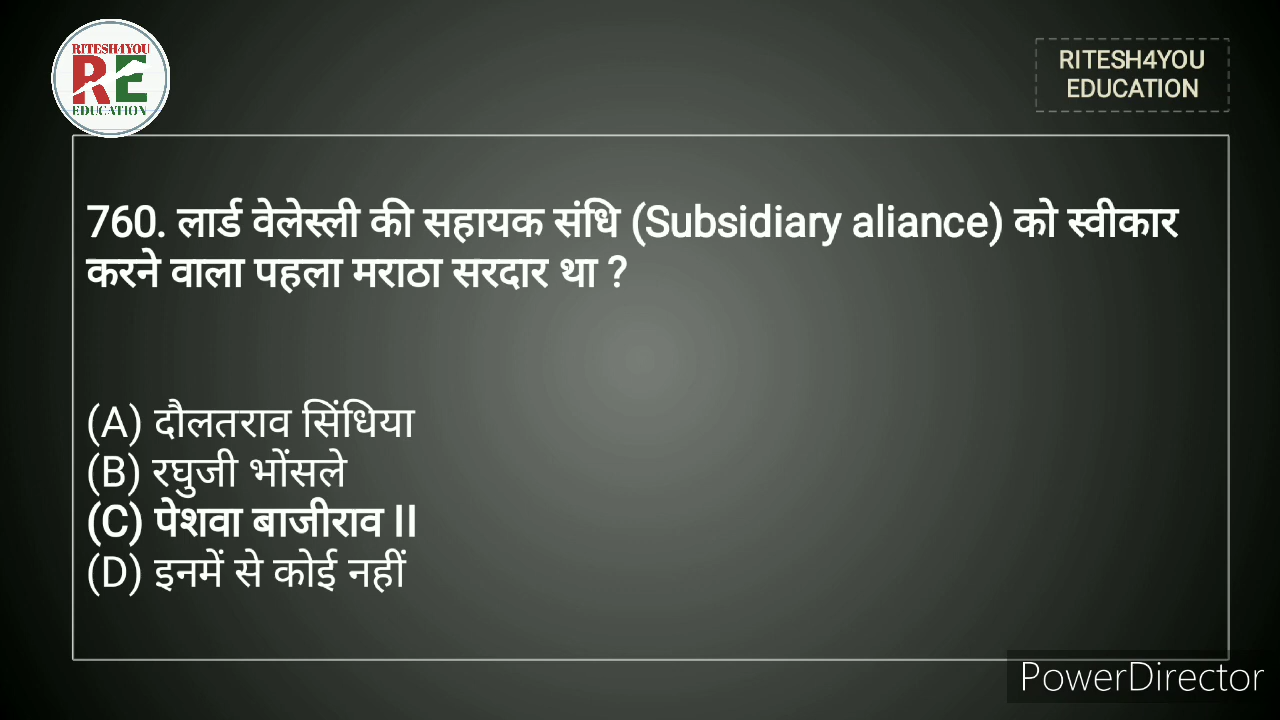 RITESH4YOU
RE
EDUCATION
RITESH4YOU
EDUCATION
760. लार्ड वेलेस्ली की सहायक संधि (Subsidiary aliance) को स्वीकार
करने वाला पहला मराठा सरदार था ?
(A) दौलतराव सिंधिया
(B) रघुजी भोंसले
(C) पेशवा बाजीराव II
(D) इनमें से कोई नहीं
PowerDirector